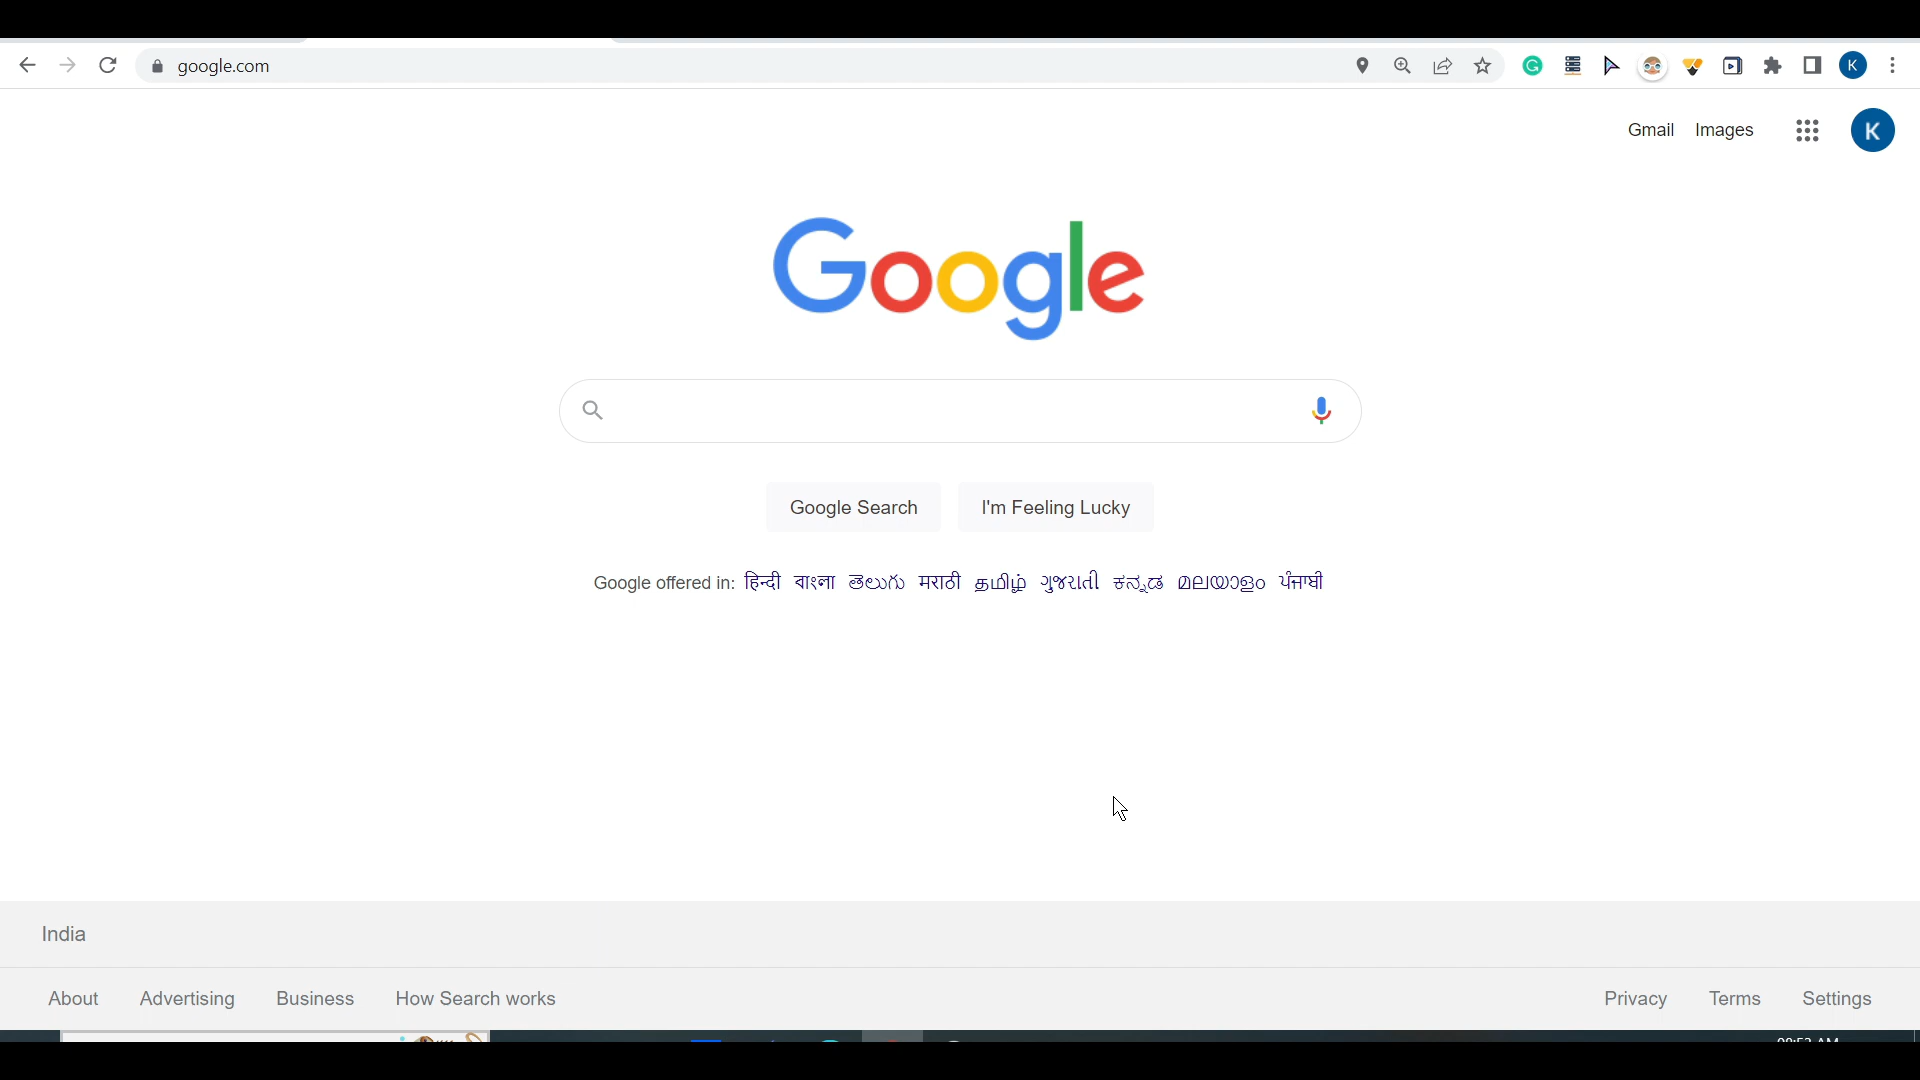 google.com
K
Gmail Images
K
Google
Google Search I'm Feeling Lucky
Google offered in: हिन्दी বাংলা తెలుగు मराठी தமிழ் ગુજરાતી ಕನ್ನಡ മലയാളം ਪੰਜਾਬੀ
India
About Advertising Business How Search works Privacy Terms Settings